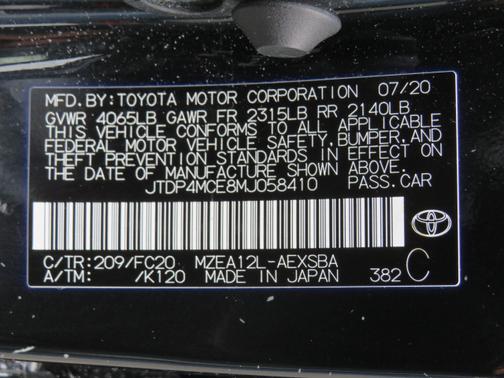 MFD. BY: TOYOTA MOTOR CORPORATION 07/20
GVWR 4065LB GAWR FR 2315LB RR 2140LB
THIS VEHICLE CONFORMS TO ALL APPLICABLE
FEDERAL MOTOR VEHICLE SAFETY, BUMPER, AND
THEFT PREVENTION STANDARDS IN EFFECT ON
THE DATE OF MANUFACTURE SHOWN ABOVE.
JTDP4MCE8MJ058410 PASS. CAR
C/TR: 209/FC20 MZEA12L-AEXSBA
A/TM: /K120 MADE IN JAPAN 382 C